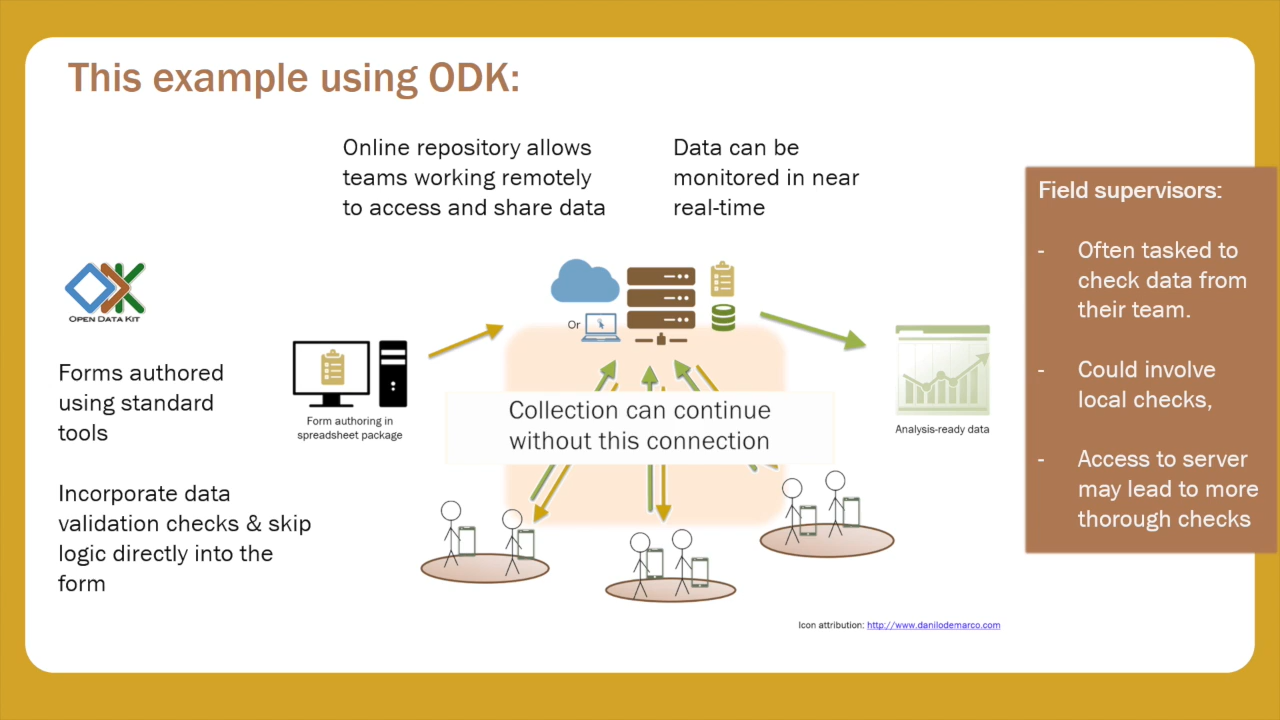 This example using ODK:
Online repository allows
teams working remotely
to access and share data
Data can be
monitored in near
real-time
OPEN DATA KIT
Forms authored
using standard
tools
Incorporate data
validation checks & skip
logic directly into the
form
Form authoring in
spreadsheet package
Or
Collection can continue
without this connection
Analysis-ready data
Field supervisors:
- Often tasked to
check data from
their team.
- Could involve
local checks,
- Access to server
may lead to more
thorough checks
Icon attribution: http://www.danilodemarco.com